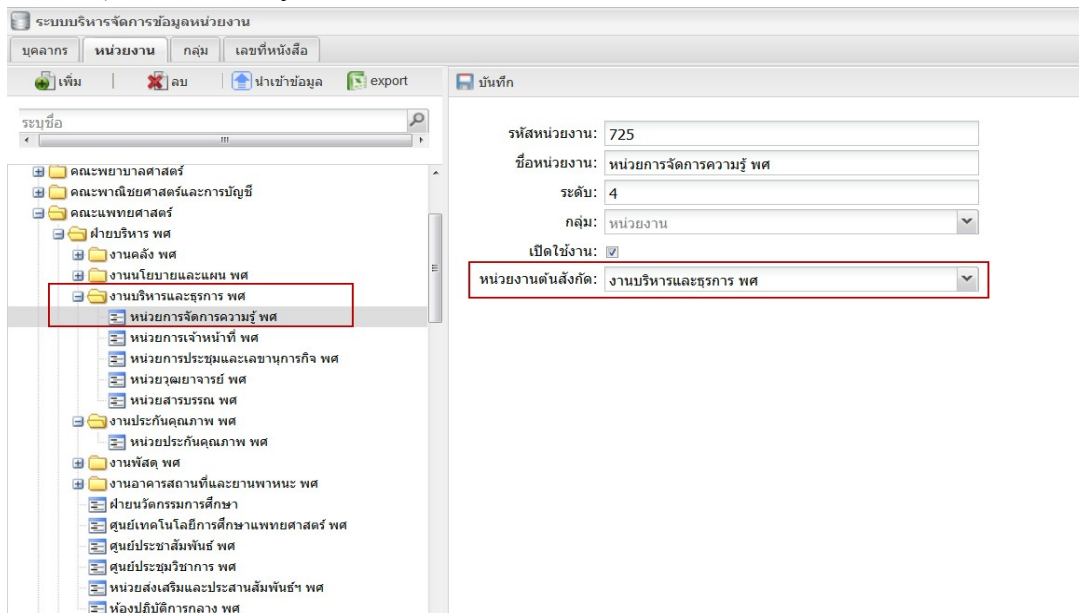 ระบบบริหารจัดการข้อมูลหน่วยงาน
บุคลากร หน่วยงาน กลุ่ม เลขที่หนังสือ
เพิ่ม ลบ นำเข้าข้อมูล export
บันทึก
ระบุชื่อ
คณะพยาบาลศาสตร์
คณะพาณิชยศาสตร์และการบัญชี
คณะแพทยศาสตร์
ฝ่ายบริหาร พศ
งานคลัง พศ
งานนโยบายและแผน พศ
งานบริหารและธุรการ พศ
หน่วยการจัดการความรู้ พศ
หน่วยการเจ้าหน้าที่ พศ
หน่วยการประชุมและเลขานุการกิจ พศ
หน่วยวุฒยาจารย์ พศ
หน่วยสารบรรณ พศ
งานประกันคุณภาพ พศ
หน่วยประกันคุณภาพ พศ
งานพัสดุ พศ
งานอาคารสถานที่และยานพาหนะ พศ
ฝ่ายนวัตกรรมการศึกษา
ศูนย์เทคโนโลยีการศึกษาแพทยศาสตร์ พศ
ศูนย์ประชาสัมพันธ์ พศ
ศูนย์ประชุมวิชาการ พศ
หน่วยส่งเสริมและประสานสัมพันธ์ฯ พศ
ห้องปฏิบัติการกลาง พศ
รหัสหน่วยงาน: 725
ชื่อหน่วยงาน: หน่วยการจัดการความรู้ พศ
ระดับ: 4
กลุ่ม: หน่วยงาน
เปิดใช้งาน:
หน่วยงานต้นสังกัด: งานบริหารและธุรการ พศ